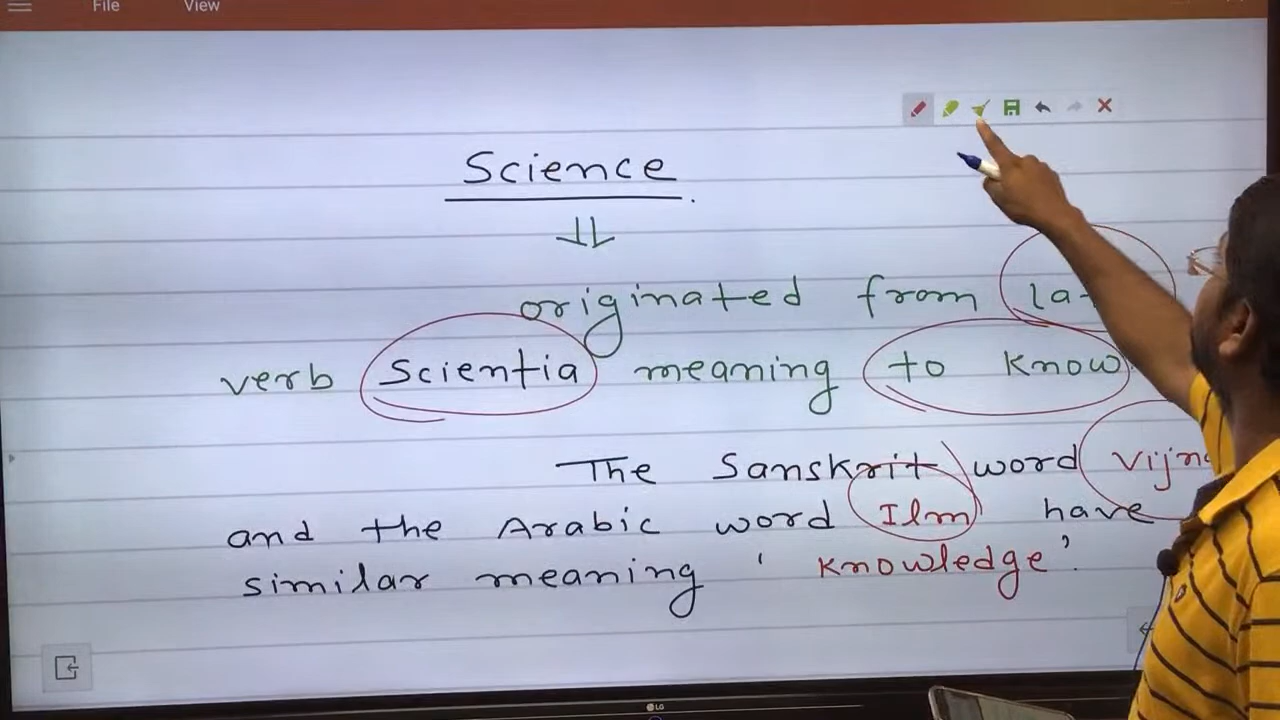 File View
Science
originated from
verb Scientia meaning to know
The Sanskrit word
and the Arabic word Ilm have
similar meaning ' knowledge'.
LG